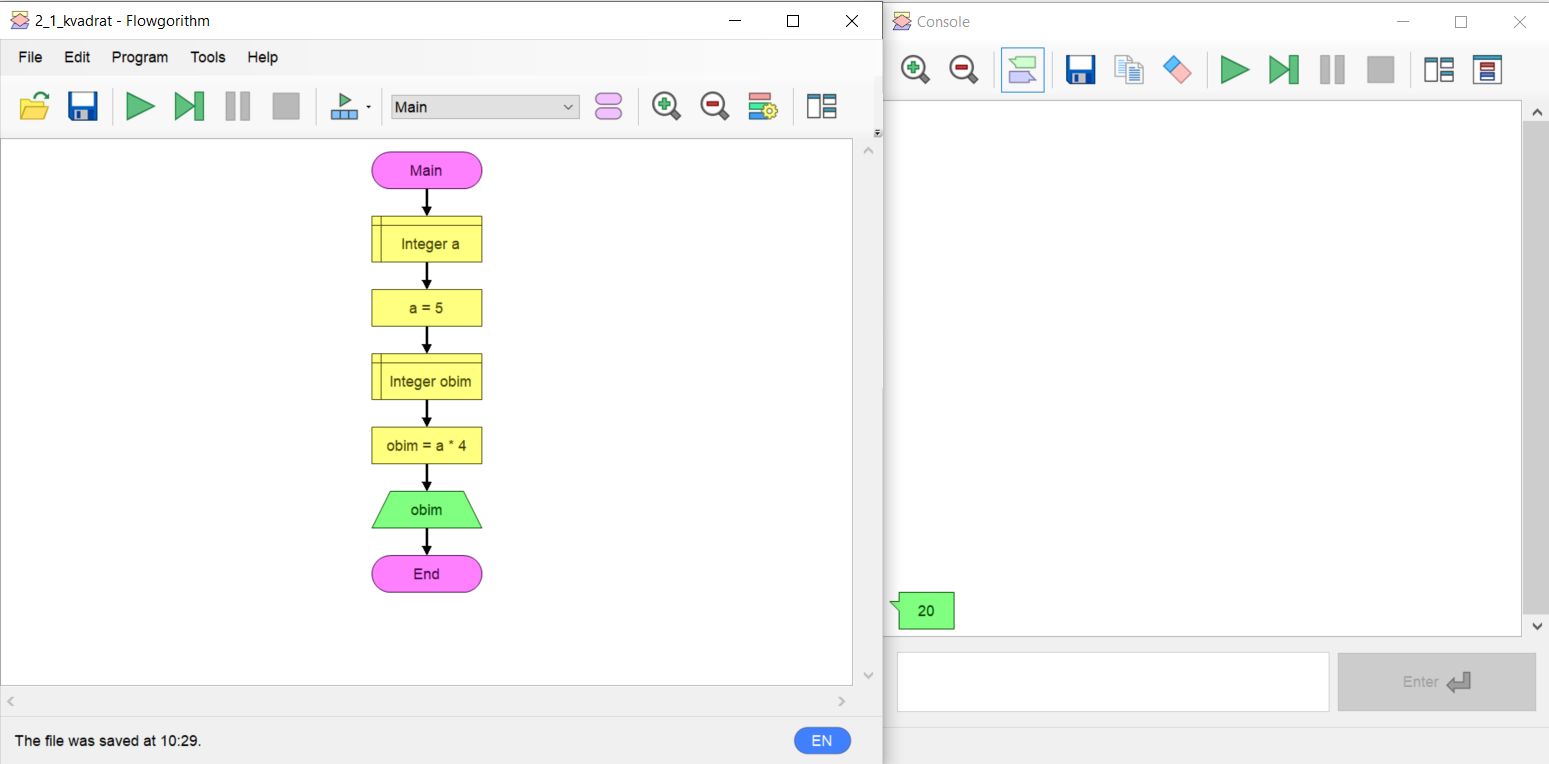 2_1_kvadrat - Flowgorithm
File Edit Program Tools Help
Main
Main
Integer a
a = 5
Integer obim
obim = a * 4
obim
End
The file was saved at 10:29.
EN
Console
20
Enter